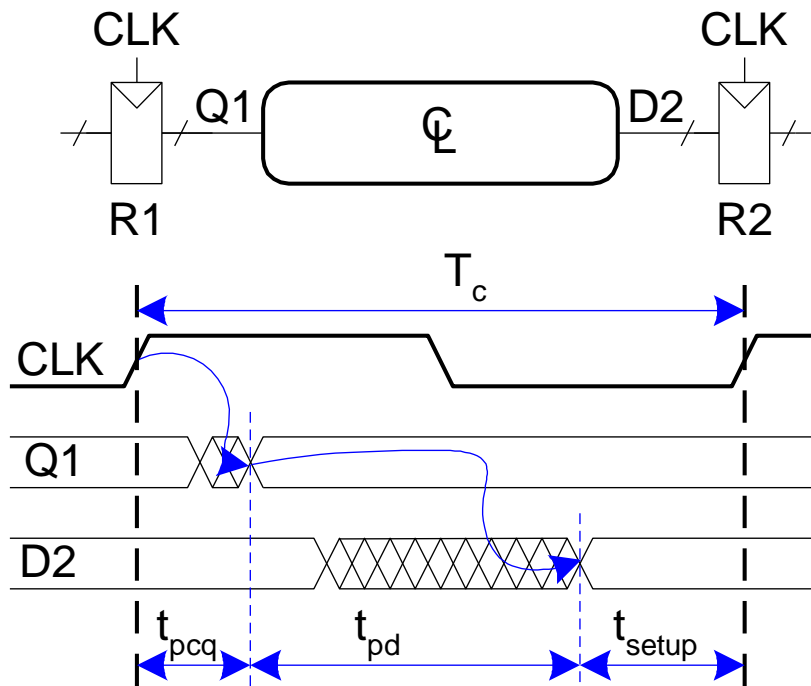 CLK CLK
Q1 CL D2
R1 R2
Tc
CLK
Q1
D2
tpcq tpd tsetup